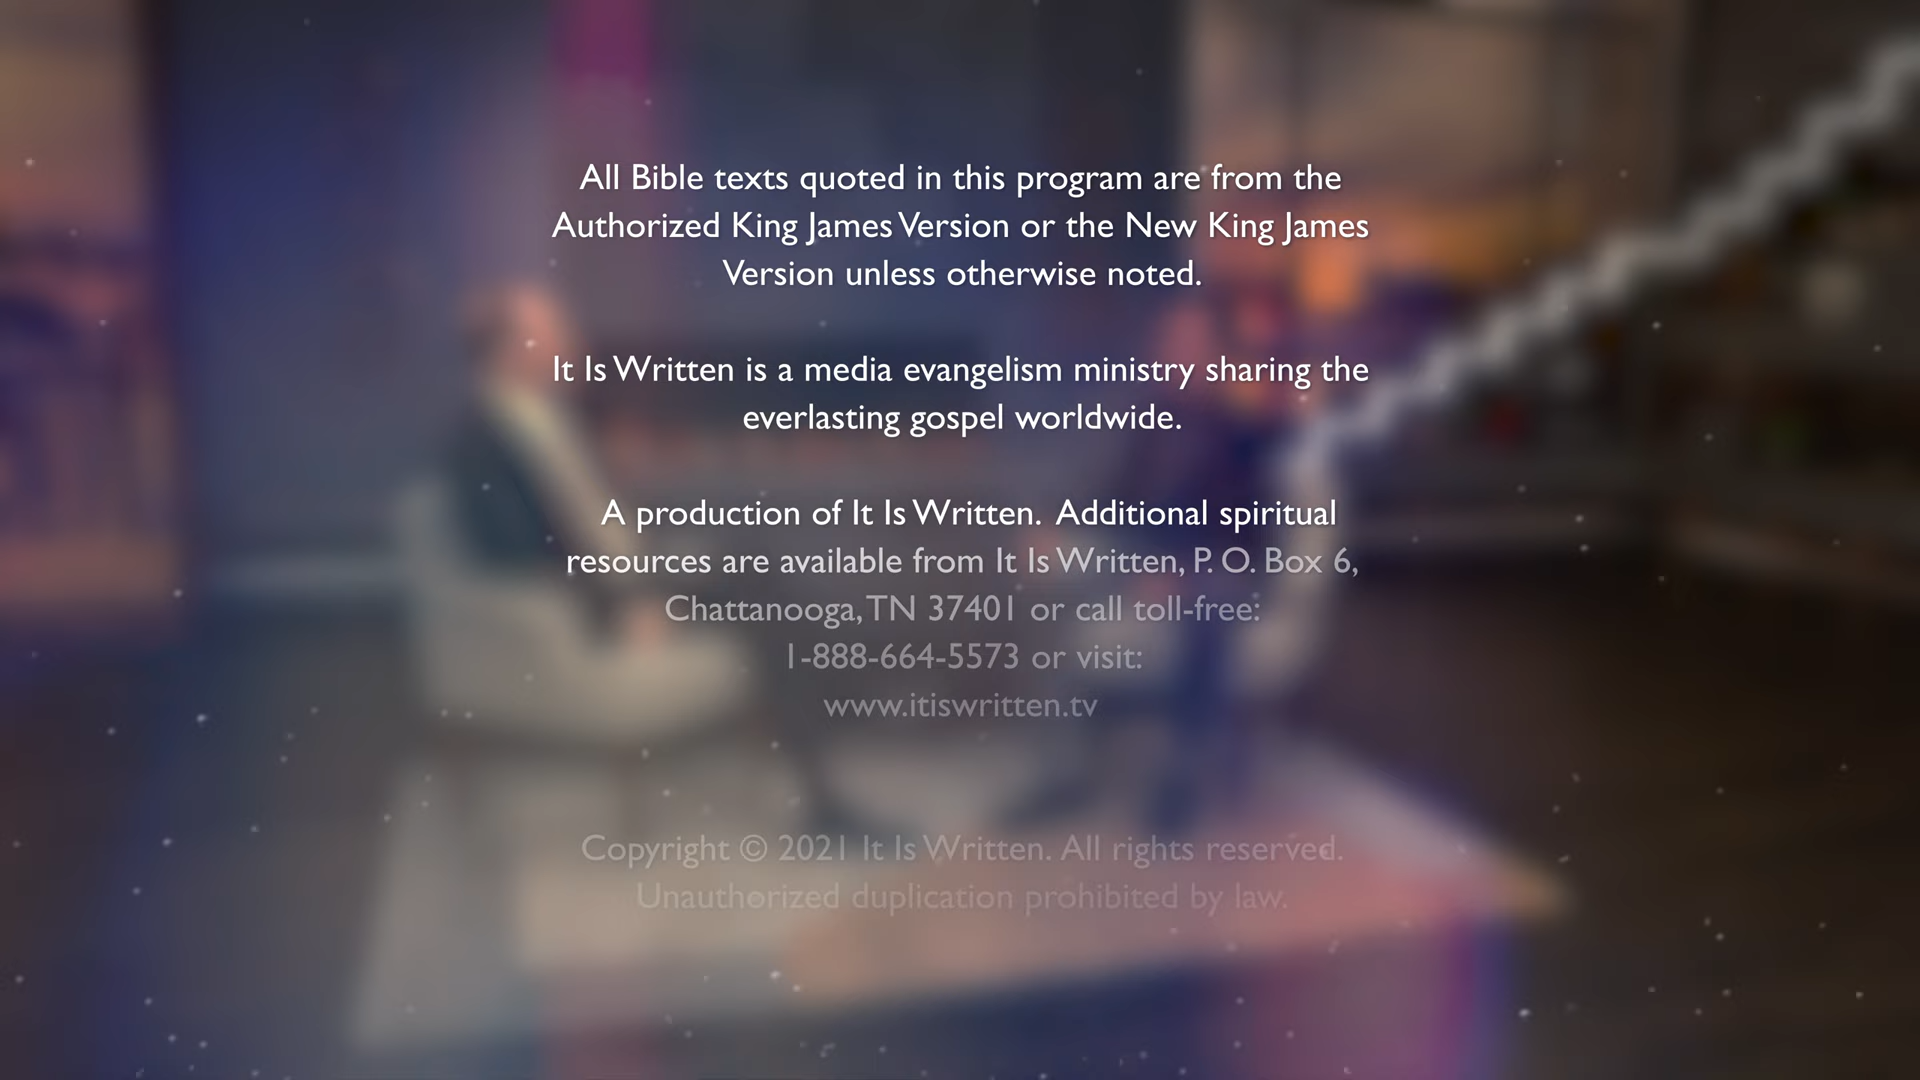 All Bible texts quoted in this program are from the
Authorized King James Version or the New King James
Version unless otherwise noted.
It Is Written is a media evangelism ministry sharing the
everlasting gospel worldwide.
A production of It Is Written. Additional spiritual
resources are available from It Is Written, P. O. Box 6,
Chattanooga, TN 37401 or call toll-free:
1-888-664-5573 or visit:
www.itiswritten.tv
Copyright © 2021 It Is Written. All rights reserved.
Unauthorized duplication prohibited by law.